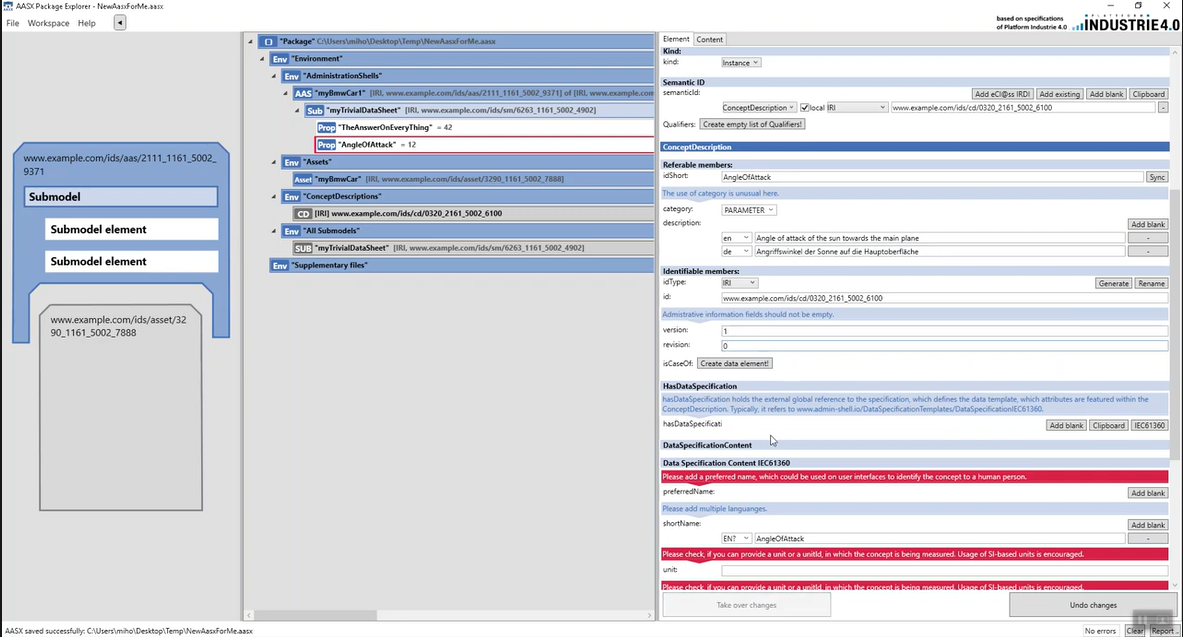 AASX Package Explorer - NewAasxForMe.aasx
File Workspace Help
based on specifications
of Platform Industrie 4.0
PLATTFORM
INDUSTRIE4.0
www.example.com/ids/aas/2111_1161_5002_
9371
Submodel
Submodel element
Submodel element
www.example.com/ids/asset/32
90_1161_5002_7888
"Package" C:\Users\miho\Desktop\Temp\NewAasxForMe.aasx
Env "Environment"
Env "AdministrationShells"
AAS "myBmwCar1" [IRI, www.example.com/ids/aas/2111_1161_5002_9371] of [IRI, www.exam
Sub "myTrivialDataSheet" [IRI, www.example.com/ids/sm/6263_1161_5002_4902]
Prop "TheAnswerOnEveryThing" = 42
Prop "AngleOfAttack" = 12
Env "Assets"
Asset "myBmwCar" [IRI, www.example.com/ids/asset/3290_1161_5002_7888]
Env "ConceptDescriptions"
CD [IRI] www.example.com/ids/cd/0320_2161_5002_6100
Env "All Submodels"
SUB "myTrivialDataSheet" [IRI, www.example.com/ids/sm/6263_1161_5002_4902]
Env "Supplementary files"
Element Content
Kind:
kind: Instance
Semantic ID
semanticId: Add eCl@ss IRDI Add existing Add blank Clipboard
ConceptDescription local IRI www.example.com/ids/cd/0320_2161_5002_6100 -
Qualifiers: Create empty list of Qualifiers!
ConceptDescription
Referable members:
idShort: AngleOfAttack Sync
The use of category is unusual here.
category: PARAMETER
description: Add blank
en Angle of attack of the sun towards the main plane -
de Angriffswinkel der Sonne auf die Hauptoberfläche -
Identifiable members:
idType: IRI Generate Rename
id: www.example.com/ids/cd/0320_2161_5002_6100
Admistrative information fields should not be empty.
version: 1
revision: 0
isCaseOf: Create data element!
HasDataSpecification
hasDataSpecification holds the external global reference to the specification, which defines the data template, which attributes are featured within the
ConceptDescription. Typically, it refers to www.admin-shell.io/DataSpecificationTemplates/DataSpecificationIEC61360.
hasDataSpecificati Add blank Clipboard IEC61360
DataSpecificationContent
Data Specification Content IEC61360
Please add a preferred name, which could be used on user interfaces to identify the concept to a human person.
preferredName: Add blank
Please add multiple languanges.
shortName: Add blank
EN? AngleOfAttack -
Please check, if you can provide a unit or a unitId, in which the concept is being measured. Usage of SI-based units is encouraged.
unit:
Please check, if you can provide a unit or a unitId, in which the concept is being measured. Usage of SI-based units is encouraged.
Take over changes Undo changes
AASX saved successfully: C:\Users\miho\Desktop\Temp\NewAasxForMe.aasx
No errors Clear Report..